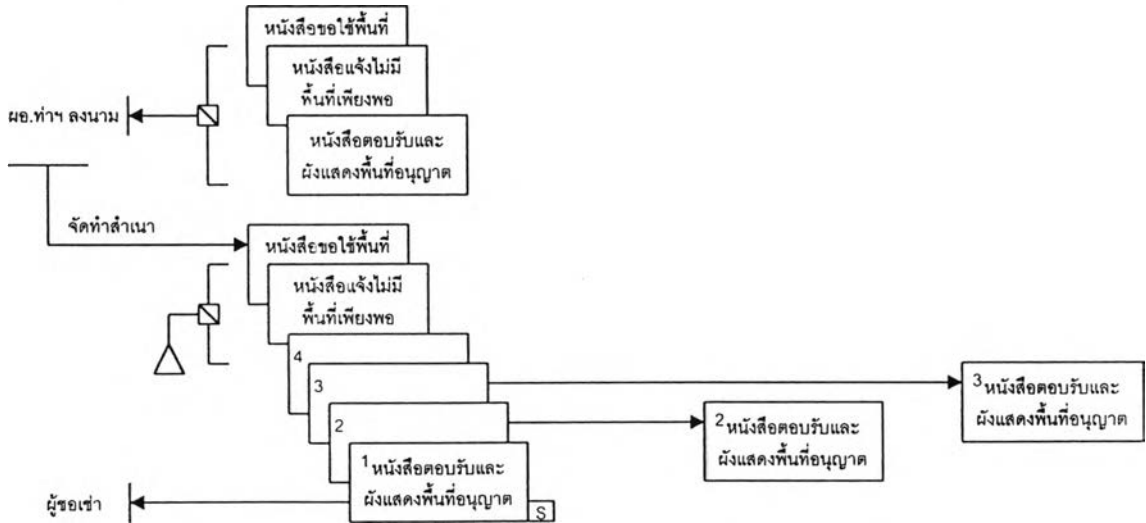 หนังสือขอใช้พื้นที่
หนังสือแจ้งไม่มี
พื้นที่เพียงพอ
ผอ.ท่าฯ ลงนาม
หนังสือตอบรับและ
ผังแสดงพื้นที่อนุญาต
จัดทำสำเนา
หนังสือขอใช้พื้นที่
หนังสือแจ้งไม่มี
พื้นที่เพียงพอ
4
3
3 หนังสือตอบรับและ
ผังแสดงพื้นที่อนุญาต
2
2 หนังสือตอบรับและ
ผังแสดงพื้นที่อนุญาต
1 หนังสือตอบรับและ
ผังแสดงพื้นที่อนุญาต
ผู้ขอเช่า
S